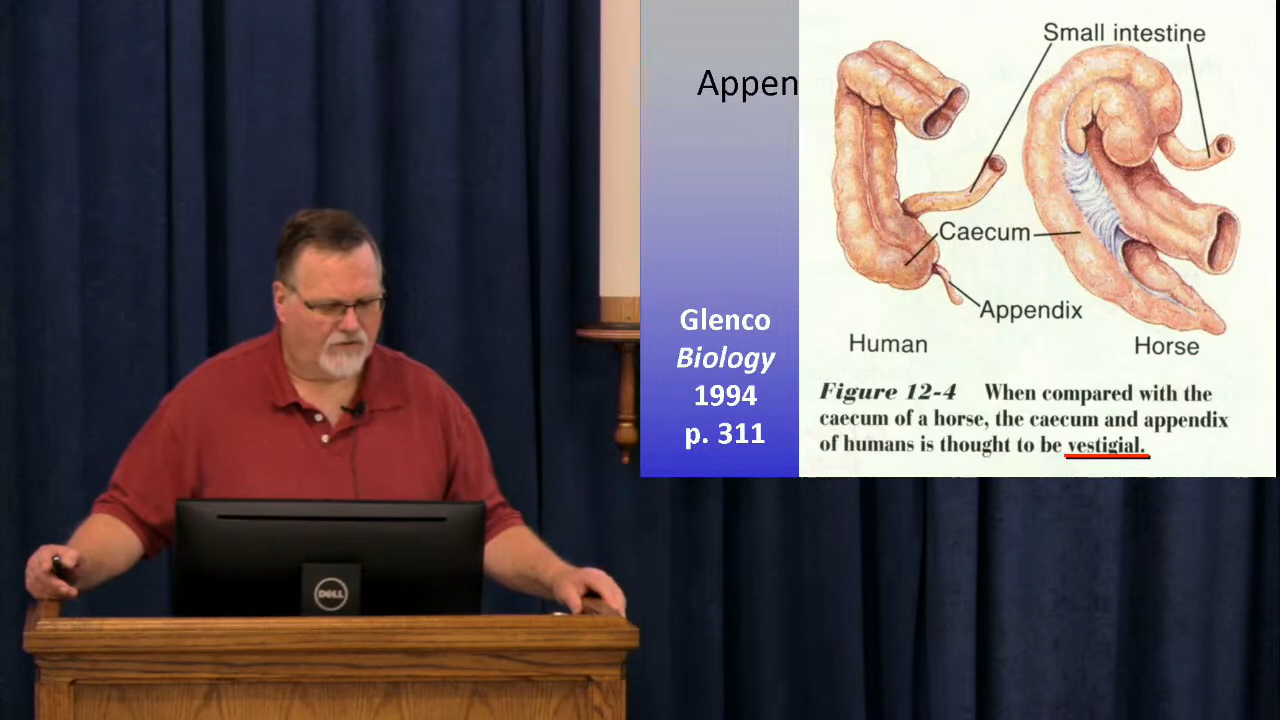 Appen
Glenco
Biology
1994
p. 311
Small intestine
Caecum
Appendix
Human
Horse
Figure 12-4 When compared with the
caecum of a horse, the caecum and appendix
of humans is thought to be vestigial.
DELL